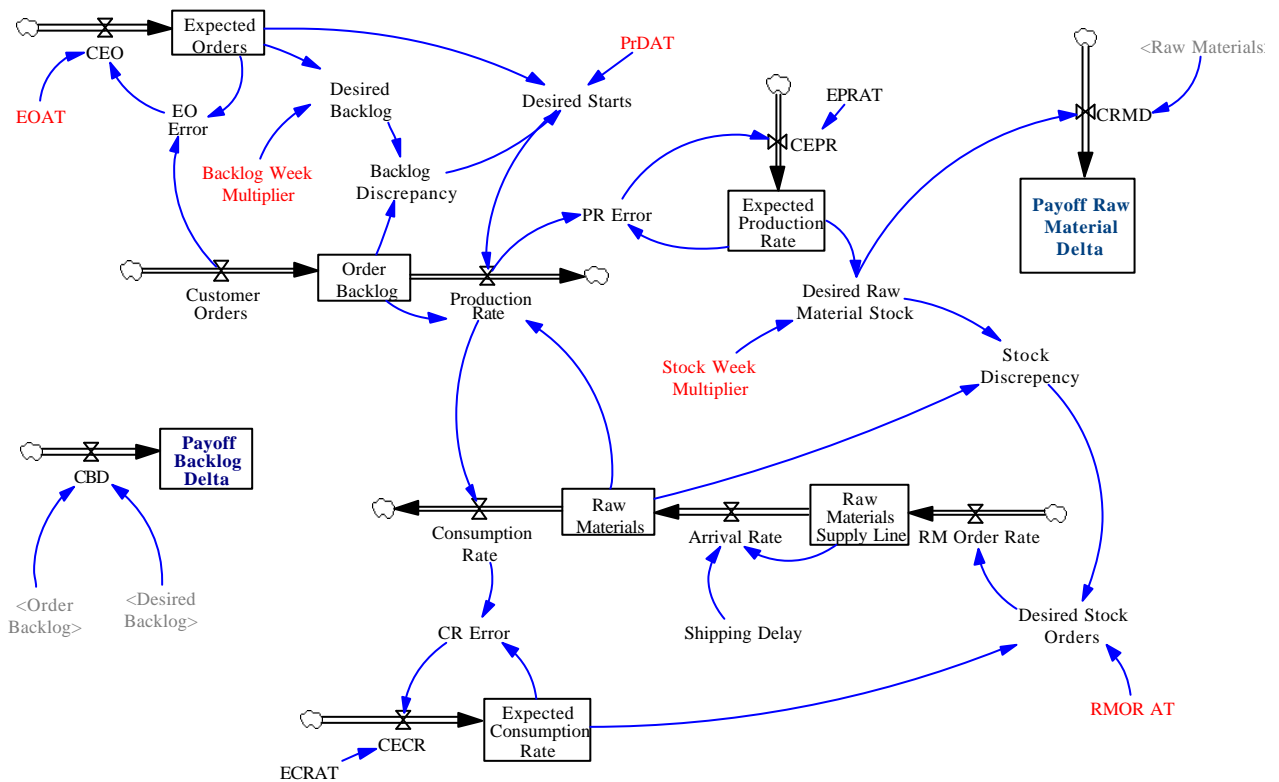 Expected
Orders
CEO
EOAT
EO
Error
Desired
Backlog
Backlog Week
Multiplier
Backlog
Discrepancy
PrDAT
Desired Starts
EPRAT
CEPR
PR Error
Expected
Production
Rate
<Raw Materials>
CRMD
Payoff Raw
Material
Delta
Customer
Orders
Order
Backlog
Production
Rate
Desired Raw
Material Stock
Stock Week
Multiplier
Stock
Discrepency
Payoff
Backlog
Delta
CBD
<Order
Backlog>
<Desired
Backlog>
Consumption
Rate
Raw
Materials
Arrival Rate
Raw
Materials
Supply Line
RM Order Rate
Shipping Delay
Desired Stock
Orders
RMOR AT
CR Error
Expected
Consumption
Rate
CECR
ECRAT